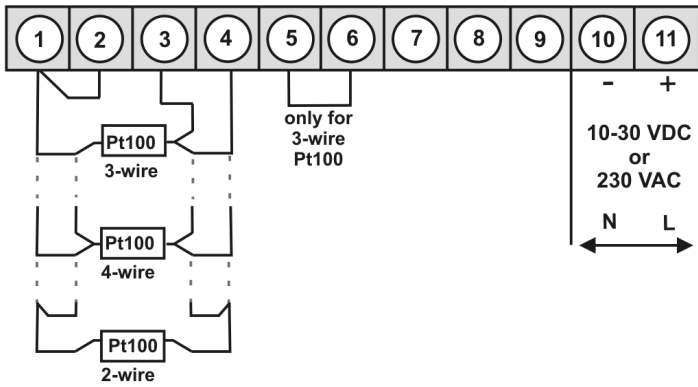 1 2 3 4 5 6 7 8 9 10 11
- +
only for
3-wire
Pt100
10-30 VDC
or
230 VAC
N L
Pt100
3-wire
Pt100
4-wire
Pt100
2-wire